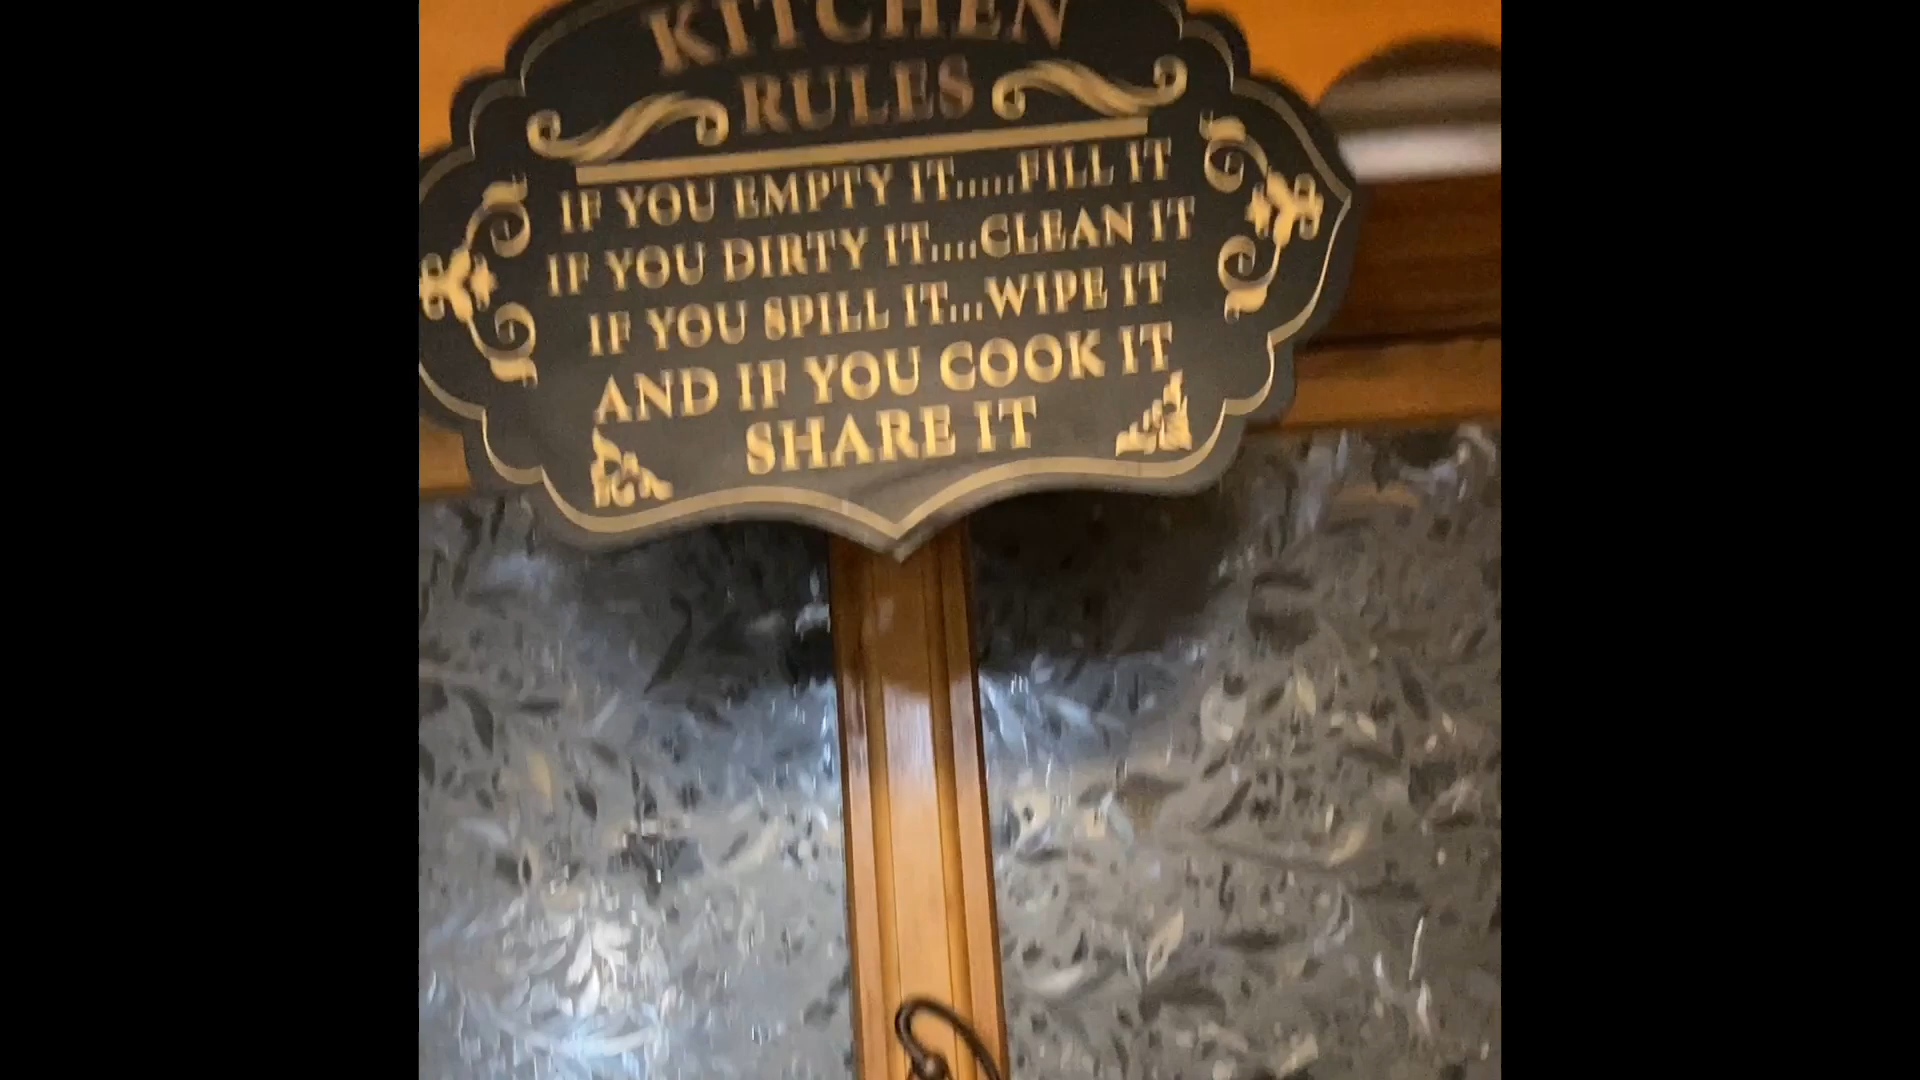 KITCHEN
RULES
IF YOU EMPTY IT.....FILL IT
IF YOU DIRTY IT....CLEAN IT
IF YOU SPILL IT...WIPE IT
AND IF YOU COOK IT
SHARE IT